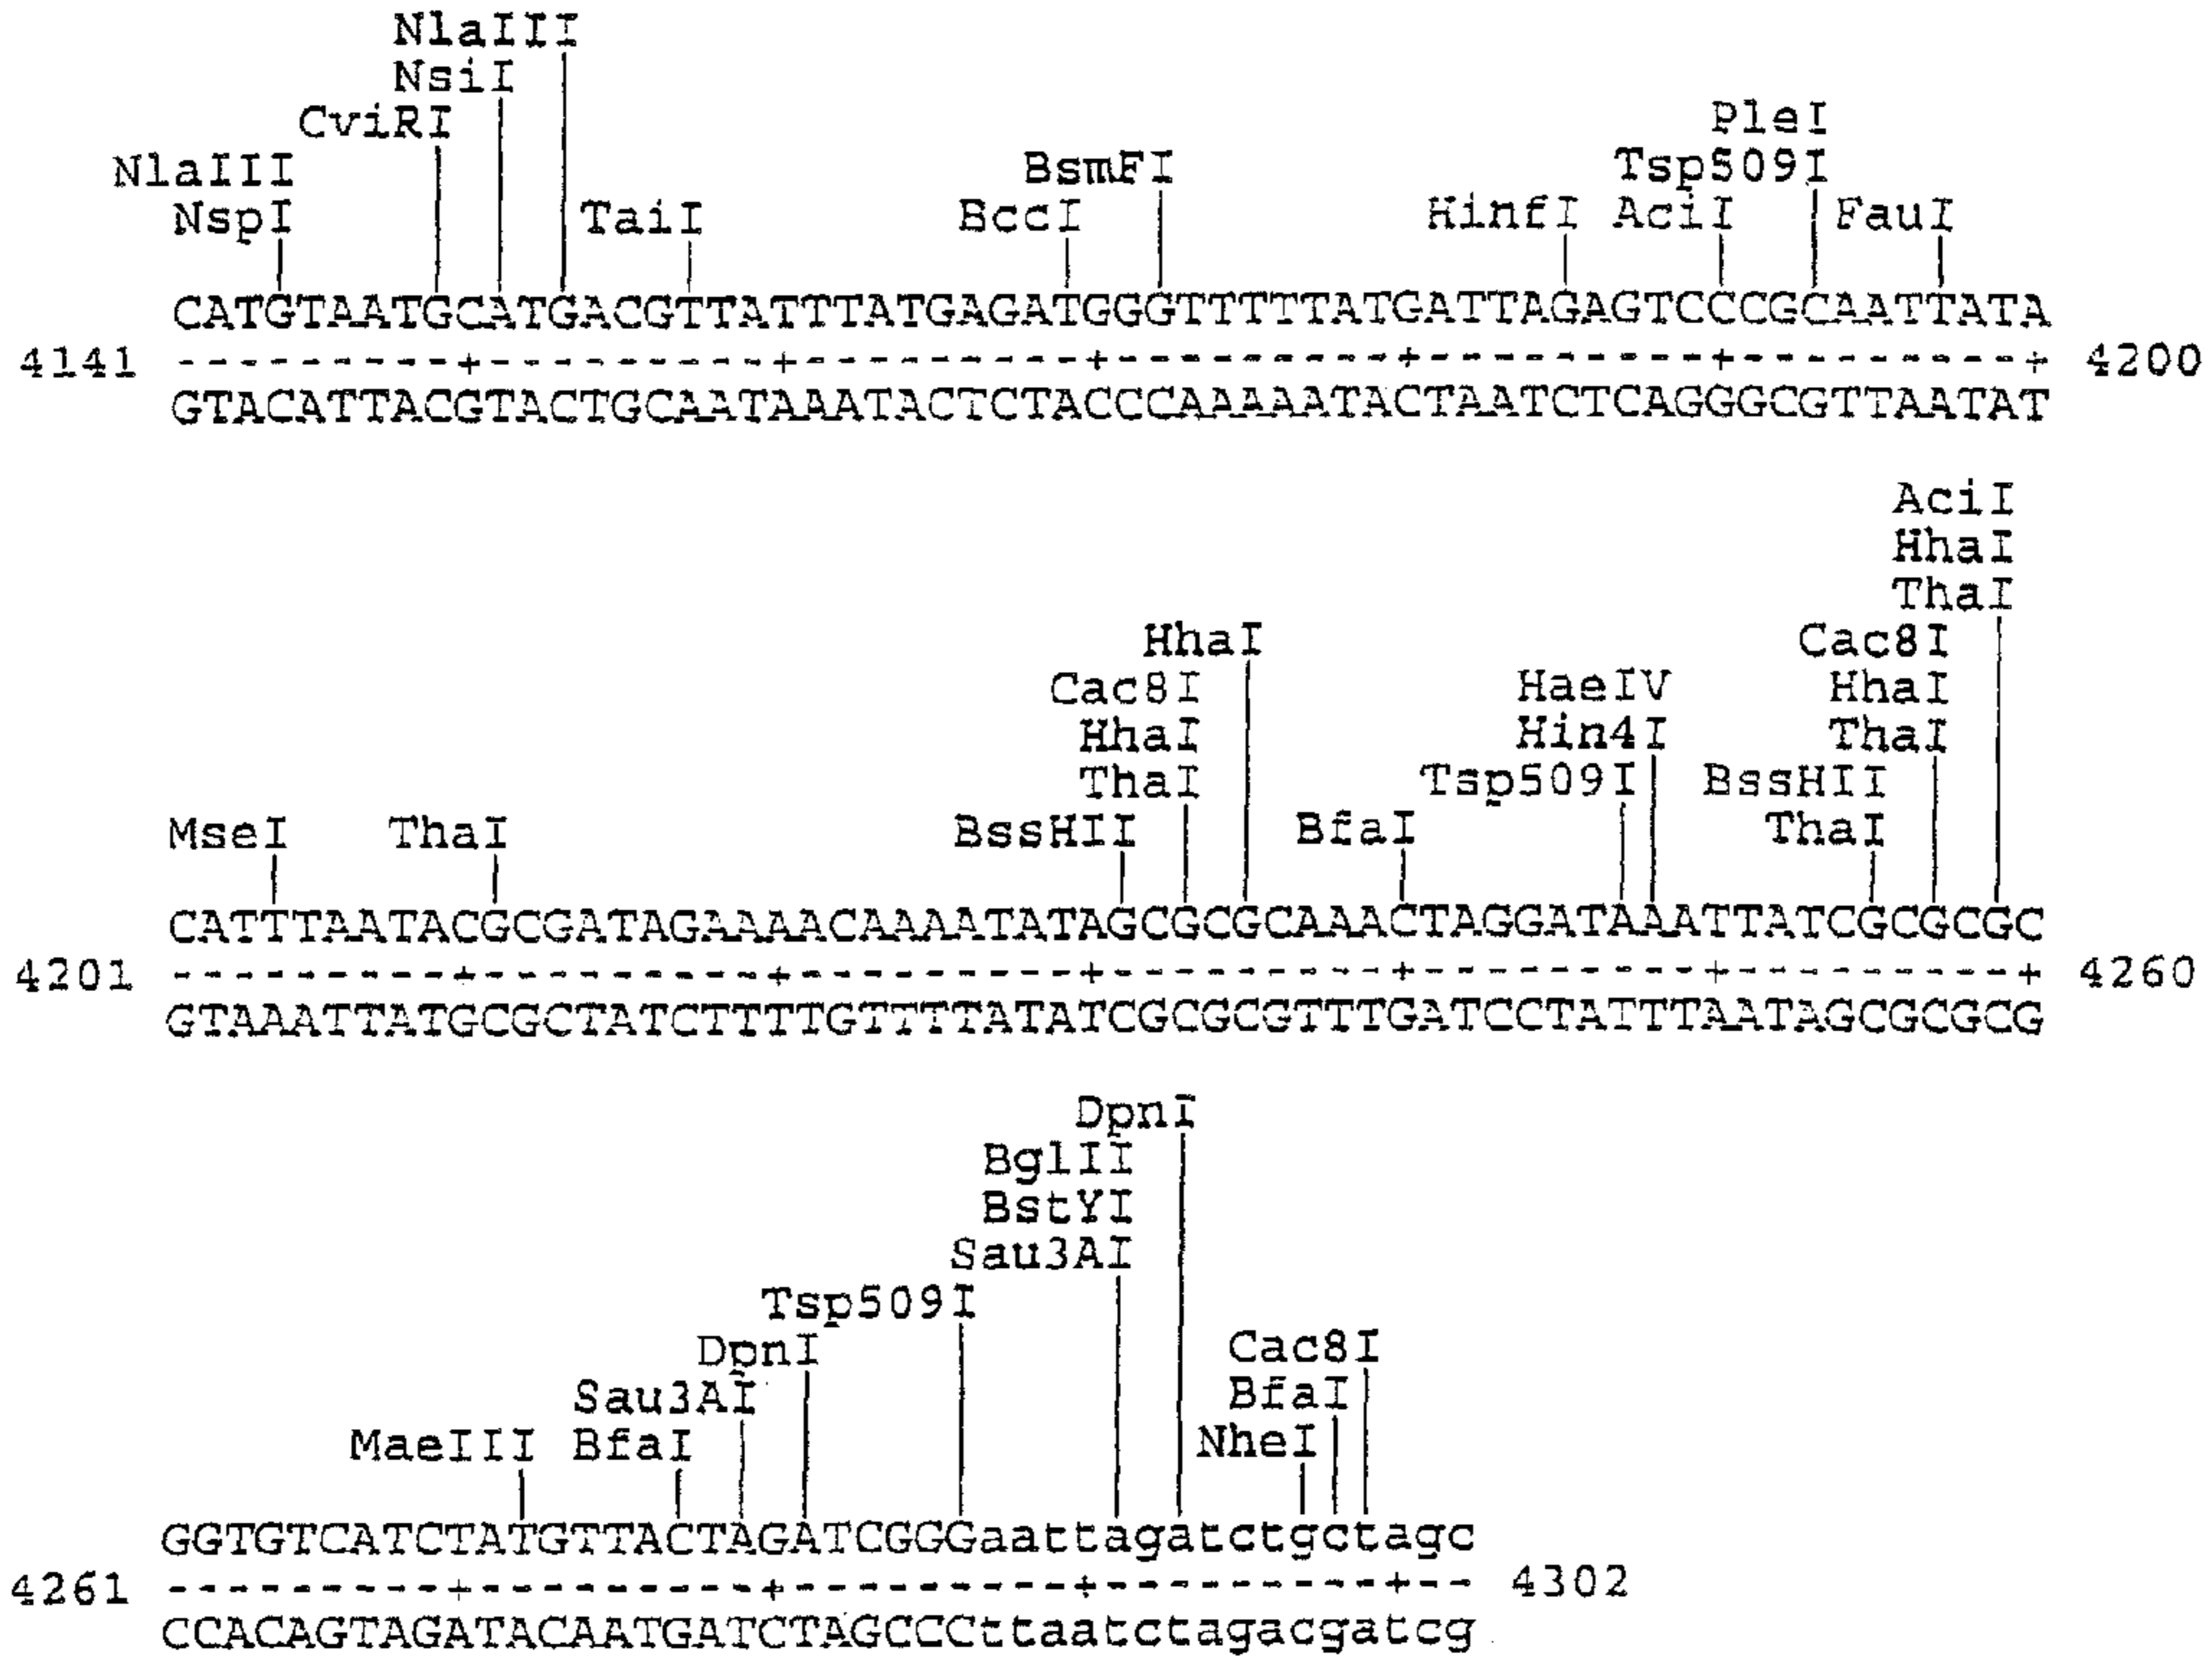 NlaIII
NsiI
CviRI PleI
NlaIII BsmFI Tsp509I
NspI TaiI BccI HinfI AciI FauI
CATGTAATGCATGACGTTATTTATGAGATGGGTTTTTATGATTAGAGTCCCGCAATTATA
4141 ---------+---------+---------+---------+---------+---------+ 4200
GTACATTACGTACTGCAATAAATACTCTACCCAAAAATACTAATCTCAGGGCGTTAATAT
AciI
HhaI
ThaI
HhaI Cac8I
Cac8I HaeIV HhaI
HhaI Hin4I ThaI
ThaI Tsp509I BssHII
MseI ThaI BssHII BfaI ThaI
CATTTAATACGCGATAGAAAACAAAATATAGCGCGCAAACTAGGATAAATTATCGCGCGC
4201 ---------+---------+---------+---------+---------+---------+ 4260
GTAAATTATGCGCTATCTTTTGTTTTATATCGCGCGTTTGATCCTATTTAATAGCGCGCG
DpnI
BglII
BstYI
Sau3AI
Tsp509I
DpnI Cac8I
Sau3AI BfaI
MaeIII BfaI NheI
GGTGTCATCTATGTTACTAGATCGGGaattagatctgctagc
4261 ---------+---------+---------+---------+-- 4302
CCACAGTAGATACAATGATCTAGCCCttaatctagacgatcg